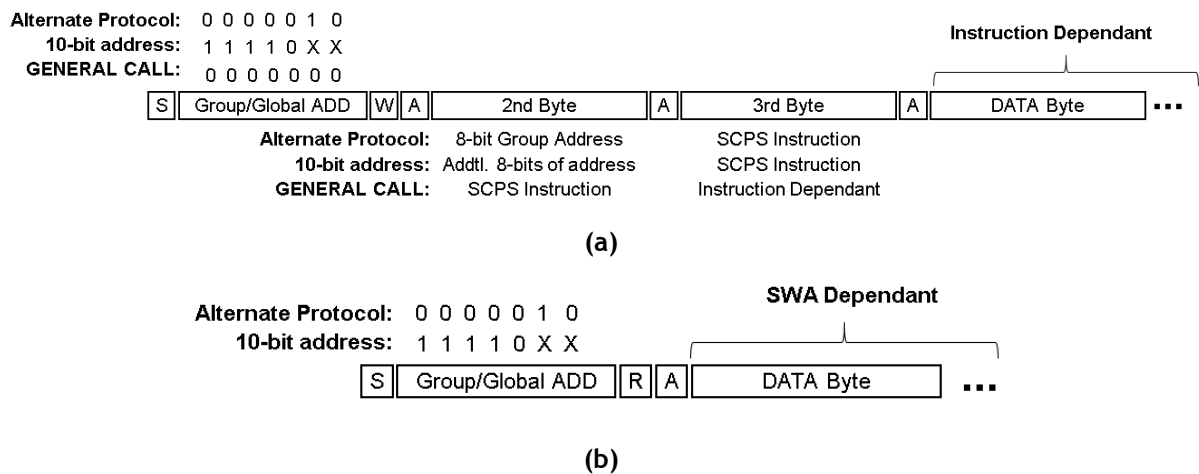 Alternate Protocol: 0 0 0 0 0 1 0
10-bit address: 1 1 1 1 0 X X
GENERAL CALL: 0 0 0 0 0 0 0
Instruction Dependant
S Group/Global ADD W A 2nd Byte A 3rd Byte A DATA Byte ...
Alternate Protocol: 8-bit Group Address SCPS Instruction
10-bit address: Addtl. 8-bits of address SCPS Instruction
GENERAL CALL: SCPS Instruction Instruction Dependant
(a)
SWA Dependant
Alternate Protocol: 0 0 0 0 0 1 0
10-bit address: 1 1 1 1 0 X X
S Group/Global ADD R A DATA Byte ...
(b)